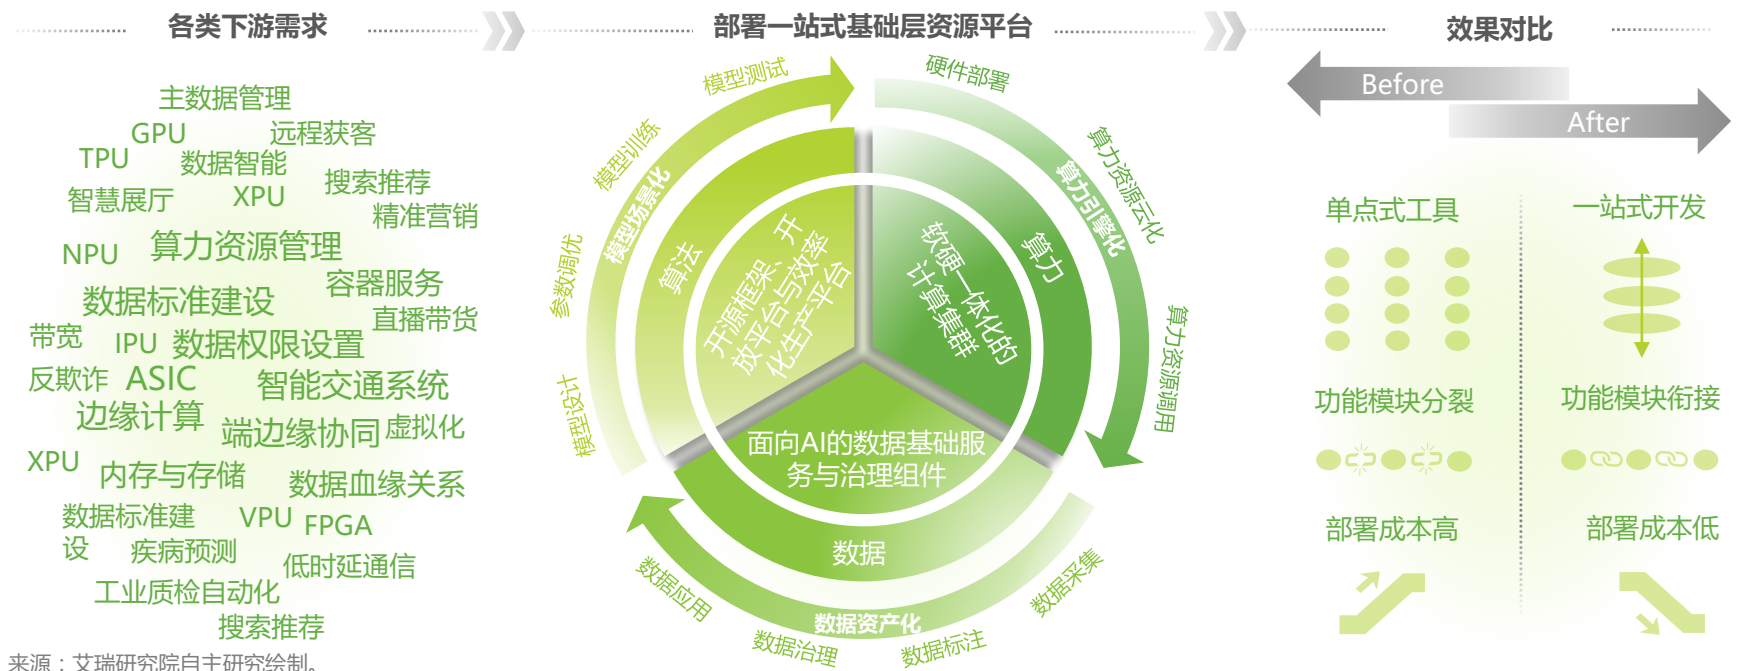 各类下游需求
部署一站式基础层资源平台
效果对比
主数据管理
GPU
远程获客
TPU
数据智能
搜索推荐
智慧展厅
XPU
精准营销
NPU
算力资源管理
容器服务
数据标准建设
直播带货
带宽
IPU
数据权限设置
反欺诈
ASIC
智能交通系统
边缘计算
端边缘协同
虚拟化
XPU
内存与存储
数据血缘关系
数据标准建
设
VPU
FPGA
疾病预测
低时延通信
工业质检自动化
搜索推荐
模型测试
模型训练
参数调优
模型设计
模型场景化
算法
开源框架、开
放平台与效率
化生产平台
硬件部署
算力资源云化
算力资源调用
算力引擎化
算力
软硬一体化的
计算集群
面向AI的数据基础服
务与治理组件
数据
数据资产化
数据应用
数据治理
数据标注
数据采集
Before
After
单点式工具
一站式开发
功能模块分裂
功能模块衔接
部署成本高
部署成本低
来源：艾瑞研究院自主研究绘制。